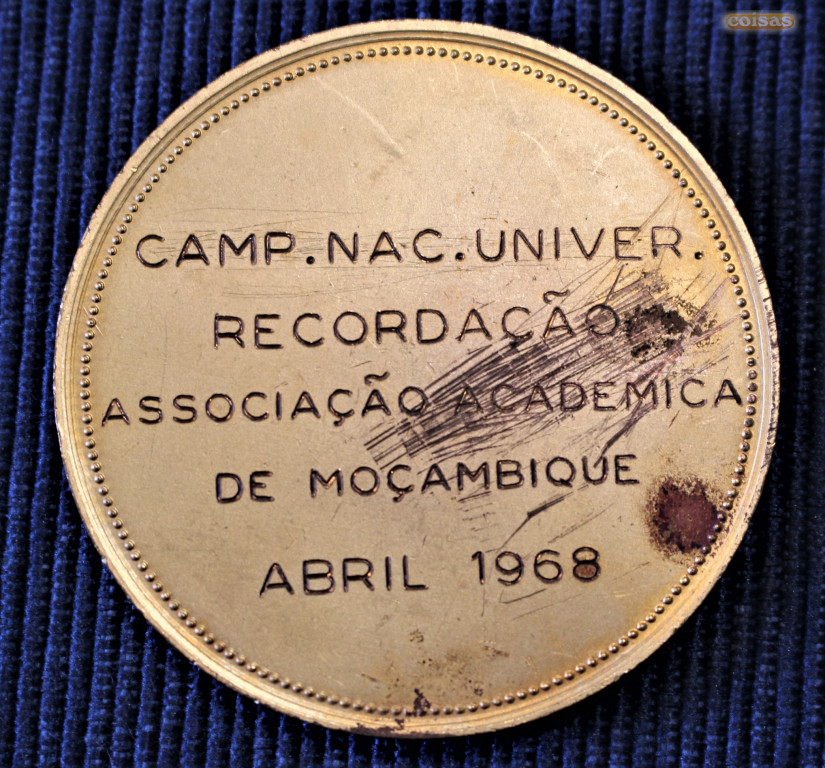 coisas
CAMP.NAC.UNIVER.
RECORDAÇÃO
ASSOCIAÇÃO ACADEMICA
DE MOÇAMBIQUE
ABRIL 1968